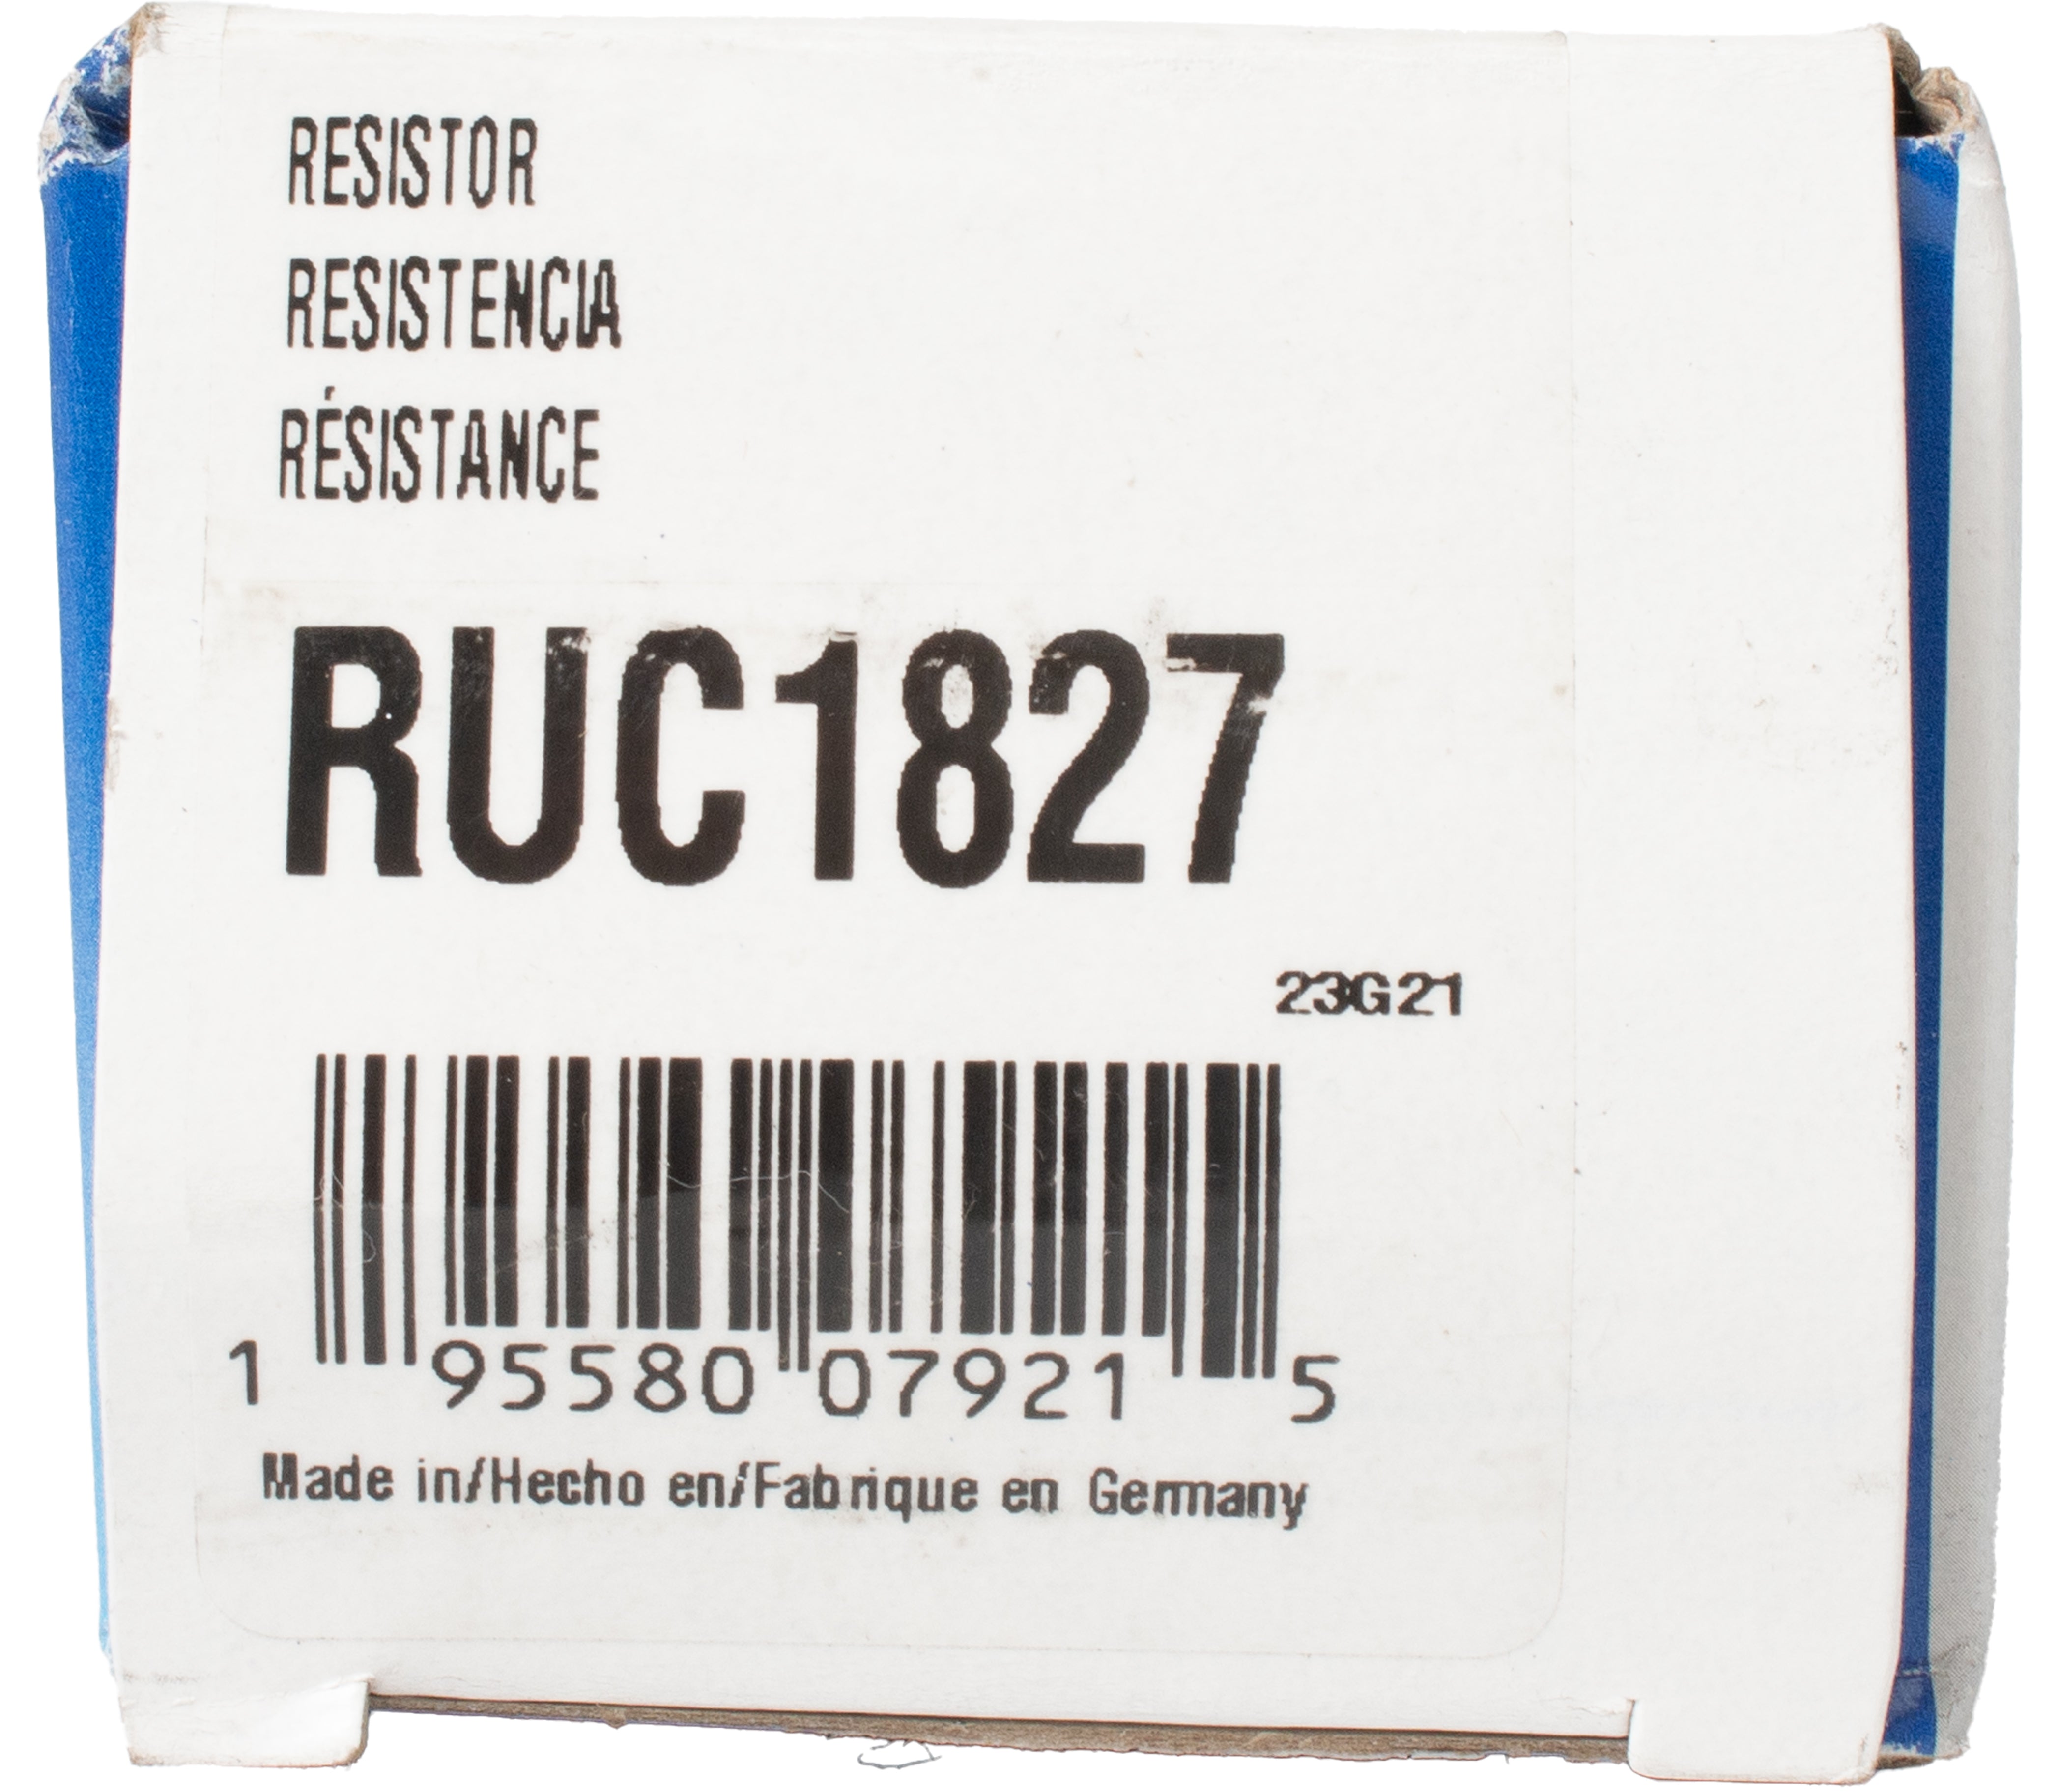 RESISTOR
RESISTENCIA
RÉSISTANCE
RUC1827
23G21
1 95580 07921 5
Made in/Hecho en/Fabrique en Germany